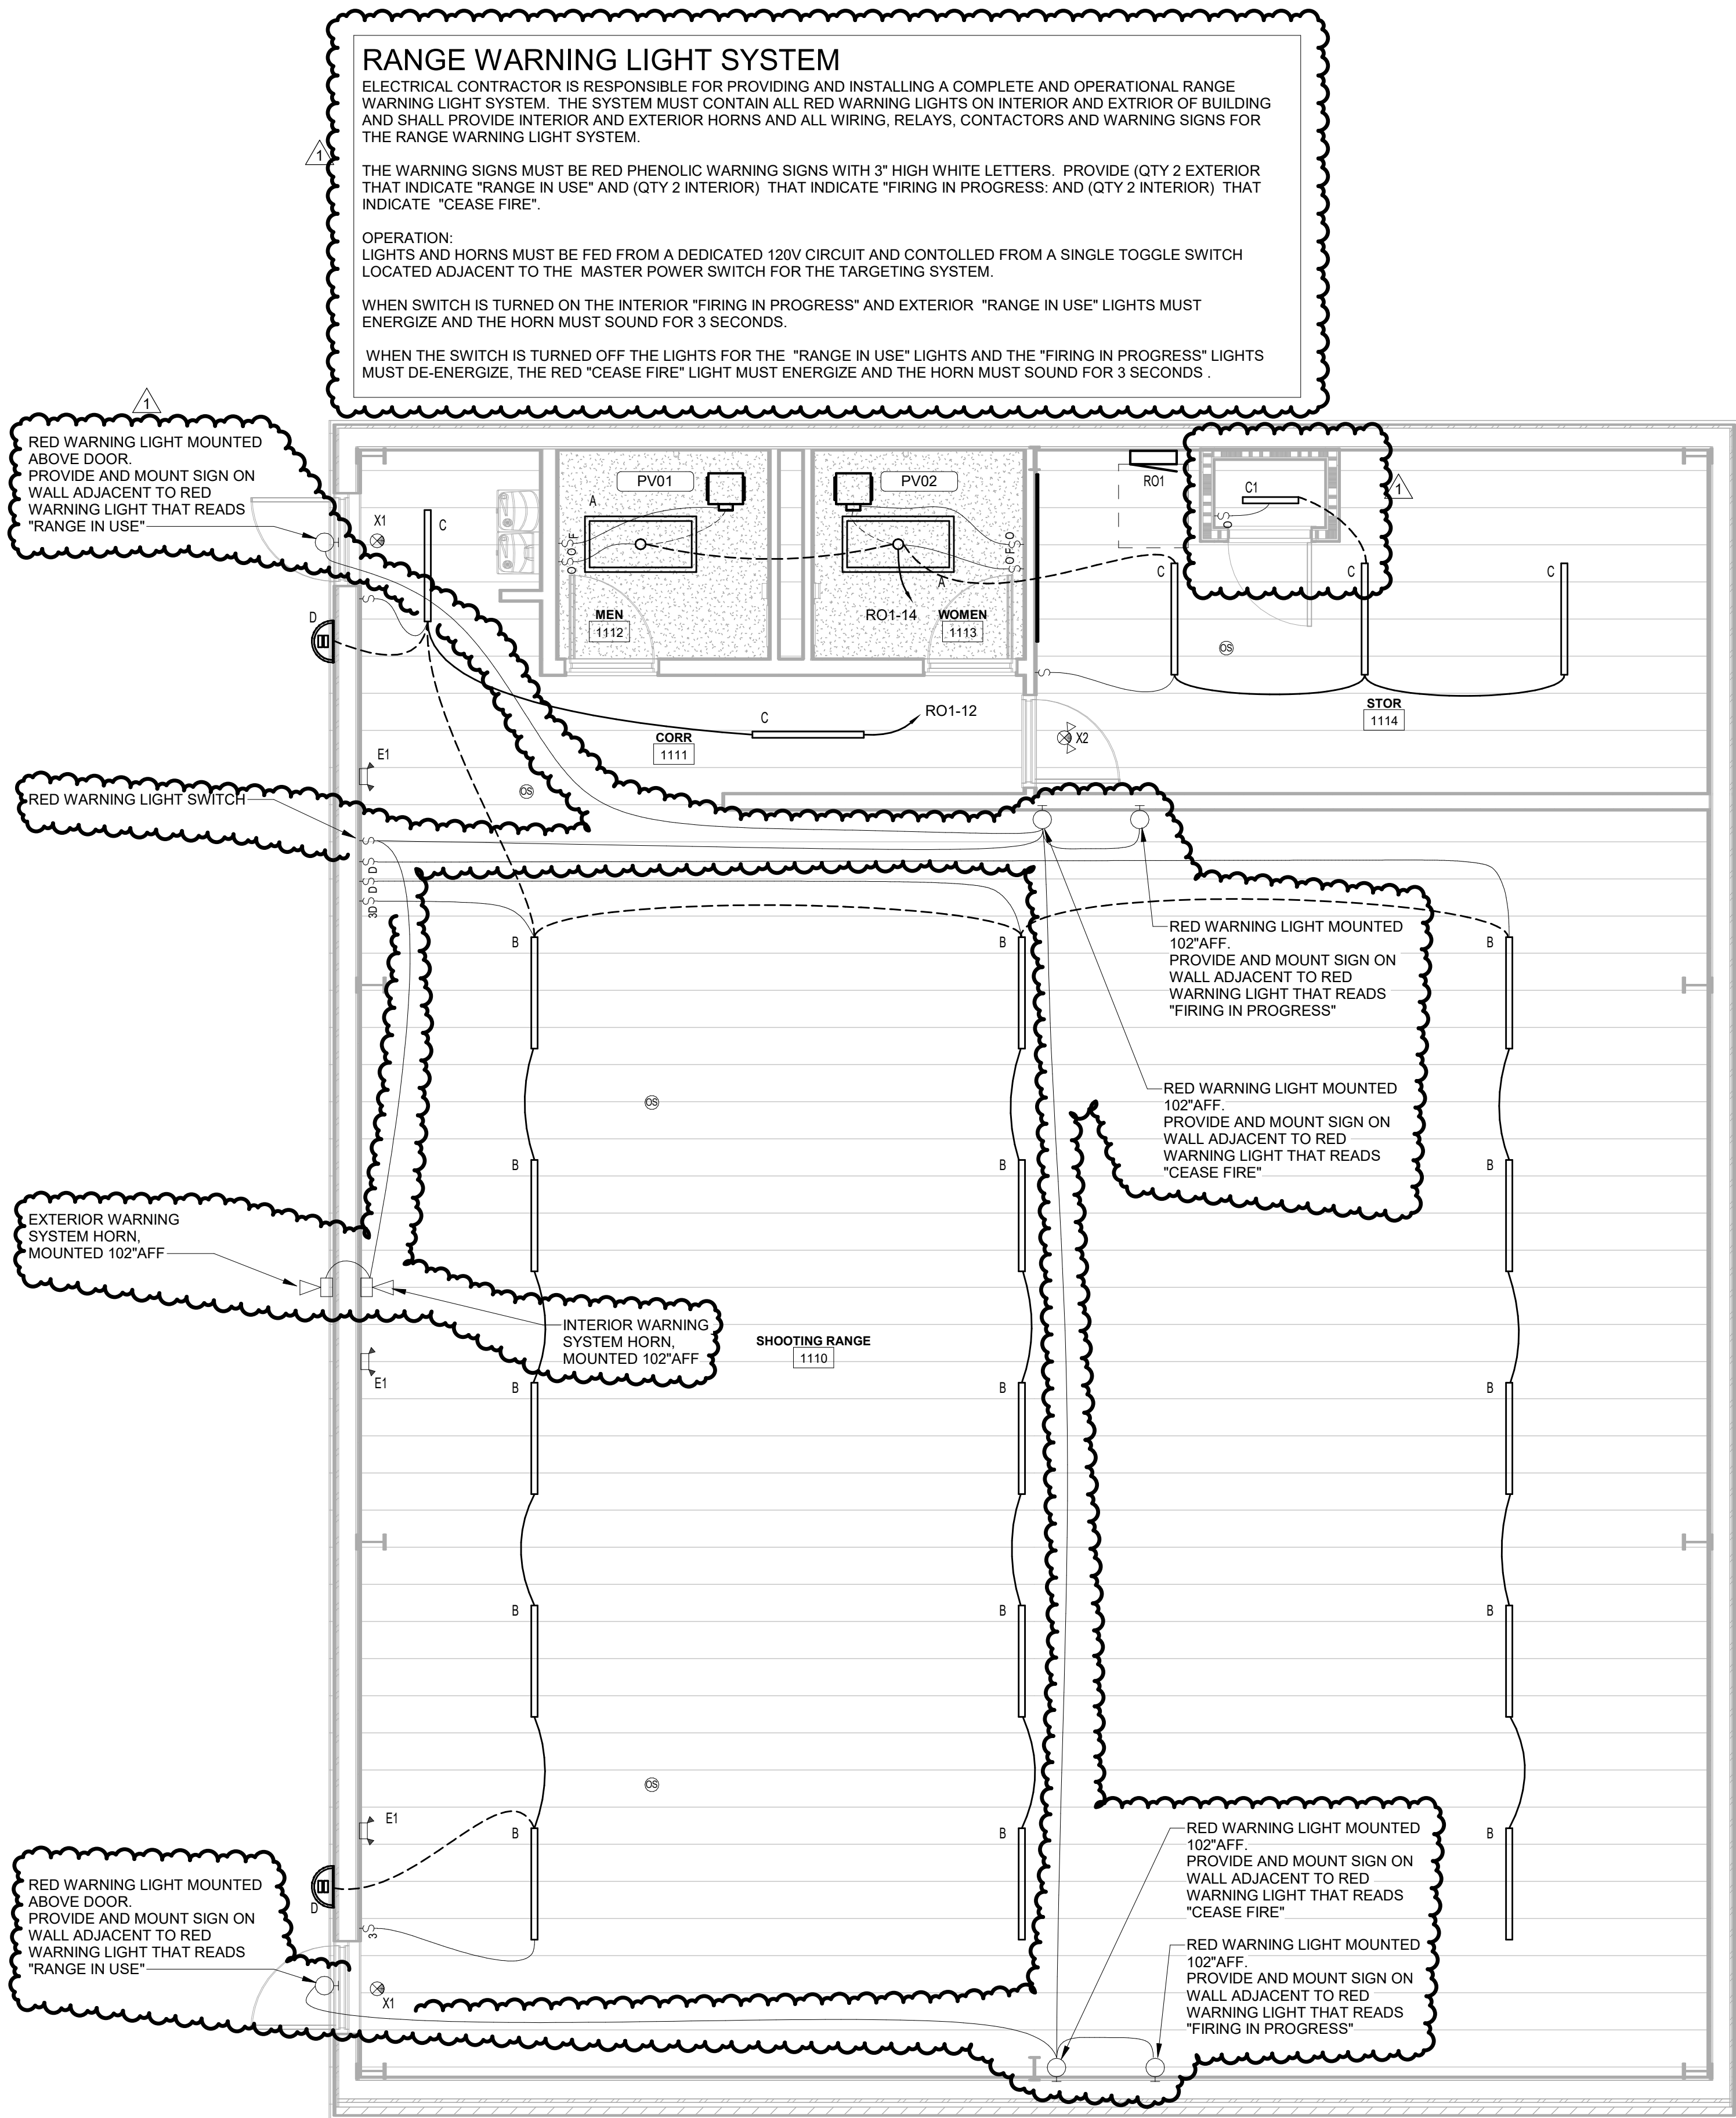 RANGE WARNING LIGHT SYSTEM
ELECTRICAL CONTRACTOR IS RESPONSIBLE FOR PROVIDING AND INSTALLING A COMPLETE AND OPERATIONAL RANGE
WARNING LIGHT SYSTEM. THE SYSTEM MUST CONTAIN ALL RED WARNING LIGHTS ON INTERIOR AND EXTRIOR OF BUILDING
AND SHALL PROVIDE INTERIOR AND EXTERIOR HORNS AND ALL WIRING, RELAYS, CONTACTORS AND WARNING SIGNS FOR
THE RANGE WARNING LIGHT SYSTEM.
1
THE WARNING SIGNS MUST BE RED PHENOLIC WARNING SIGNS WITH 3" HIGH WHITE LETTERS. PROVIDE (QTY 2 EXTERIOR
THAT INDICATE "RANGE IN USE" AND (QTY 2 INTERIOR) THAT INDICATE "FIRING IN PROGRESS: AND (QTY 2 INTERIOR) THAT
INDICATE "CEASE FIRE".
OPERATION:
LIGHTS AND HORNS MUST BE FED FROM A DEDICATED 120V CIRCUIT AND CONTOLLED FROM A SINGLE TOGGLE SWITCH
LOCATED ADJACENT TO THE MASTER POWER SWITCH FOR THE TARGETING SYSTEM.
WHEN SWITCH IS TURNED ON THE INTERIOR "FIRING IN PROGRESS" AND EXTERIOR "RANGE IN USE" LIGHTS MUST
ENERGIZE AND THE HORN MUST SOUND FOR 3 SECONDS.
WHEN THE SWITCH IS TURNED OFF THE LIGHTS FOR THE "RANGE IN USE" LIGHTS AND THE "FIRING IN PROGRESS" LIGHTS
MUST DE-ENERGIZE, THE RED "CEASE FIRE" LIGHT MUST ENERGIZE AND THE HORN MUST SOUND FOR 3 SECONDS .
1
RED WARNING LIGHT MOUNTED
ABOVE DOOR.
PROVIDE AND MOUNT SIGN ON
WALL ADJACENT TO RED
WARNING LIGHT THAT READS
"RANGE IN USE"
X1
C
A
PV01
S S
O O F
PV02
A
S S
O F O
RO1
C1
S
O
1
C
C
C
D
S
MEN
1112
RO1-14
WOMEN
1113
OS
S
STOR
1114
C
RO1-12
CORR
1111
X2
E1
OS
RED WARNING LIGHT SWITCH
S
S D
S D
S 3D
B
B
B
RED WARNING LIGHT MOUNTED
102"AFF.
PROVIDE AND MOUNT SIGN ON
WALL ADJACENT TO RED
WARNING LIGHT THAT READS
"FIRING IN PROGRESS"
OS
RED WARNING LIGHT MOUNTED
102"AFF.
PROVIDE AND MOUNT SIGN ON
WALL ADJACENT TO RED
WARNING LIGHT THAT READS
"CEASE FIRE"
B
B
B
EXTERIOR WARNING
SYSTEM HORN,
MOUNTED 102"AFF
INTERIOR WARNING
SYSTEM HORN,
MOUNTED 102"AFF
SHOOTING RANGE
1110
E1
B
B
B
B
B
B
OS
E1
B
B
B
RED WARNING LIGHT MOUNTED
102"AFF.
PROVIDE AND MOUNT SIGN ON
WALL ADJACENT TO RED
WARNING LIGHT THAT READS
"CEASE FIRE"
RED WARNING LIGHT MOUNTED
ABOVE DOOR.
PROVIDE AND MOUNT SIGN ON
WALL ADJACENT TO RED
WARNING LIGHT THAT READS
"RANGE IN USE"
D
S
3
X1
RED WARNING LIGHT MOUNTED
102"AFF.
PROVIDE AND MOUNT SIGN ON
WALL ADJACENT TO RED
WARNING LIGHT THAT READS
"FIRING IN PROGRESS"